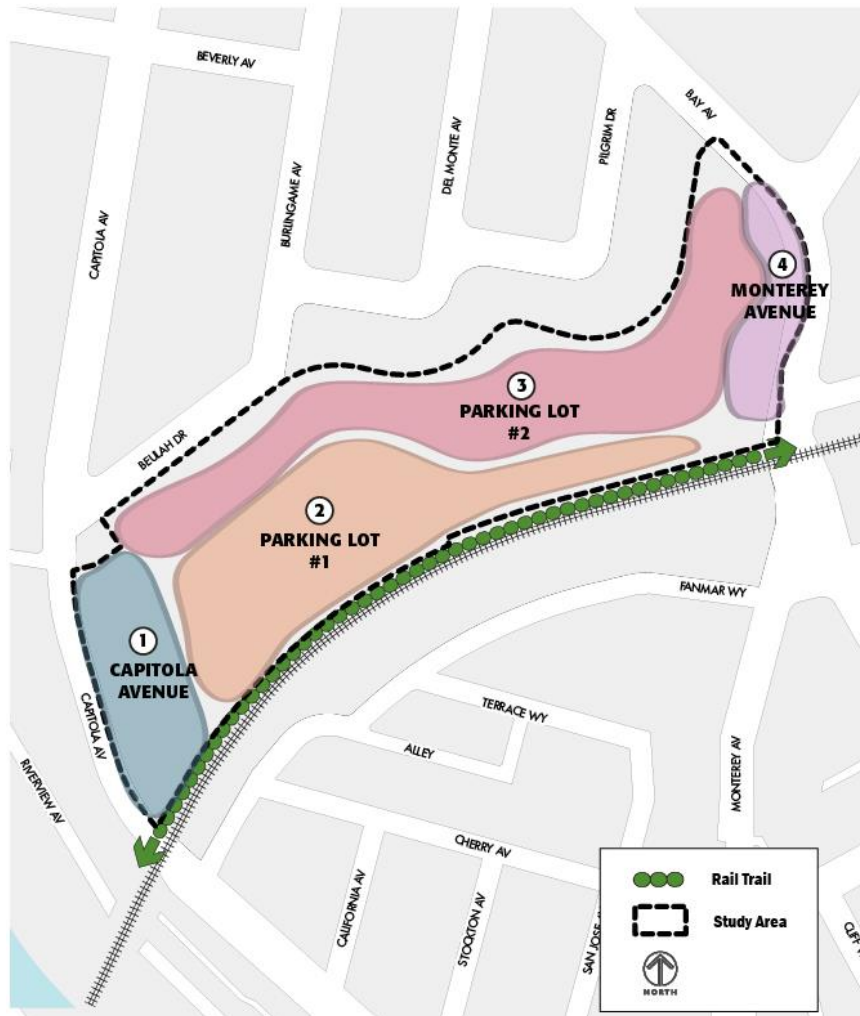 BEVERLY AV
BAY AV
CAPITOLA AV
BURLINGAME AV
DEL MONTE AV
PILGRIM DR
4
MONTEREY
AVENUE
3
PARKING LOT
#2
BEULAH DR
2
PARKING LOT
#1
FANMAR WY
1
CAPITOLA
AVENUE
CAPITOLA AV
RIVERVIEW AV
TERRACE WY
ALLEY
MONTEREY AV
CHERRY AV
CALIFORNIA AV
STOCKTON AV
SAN JOSE
Rail Trail
Study Area
NORTH